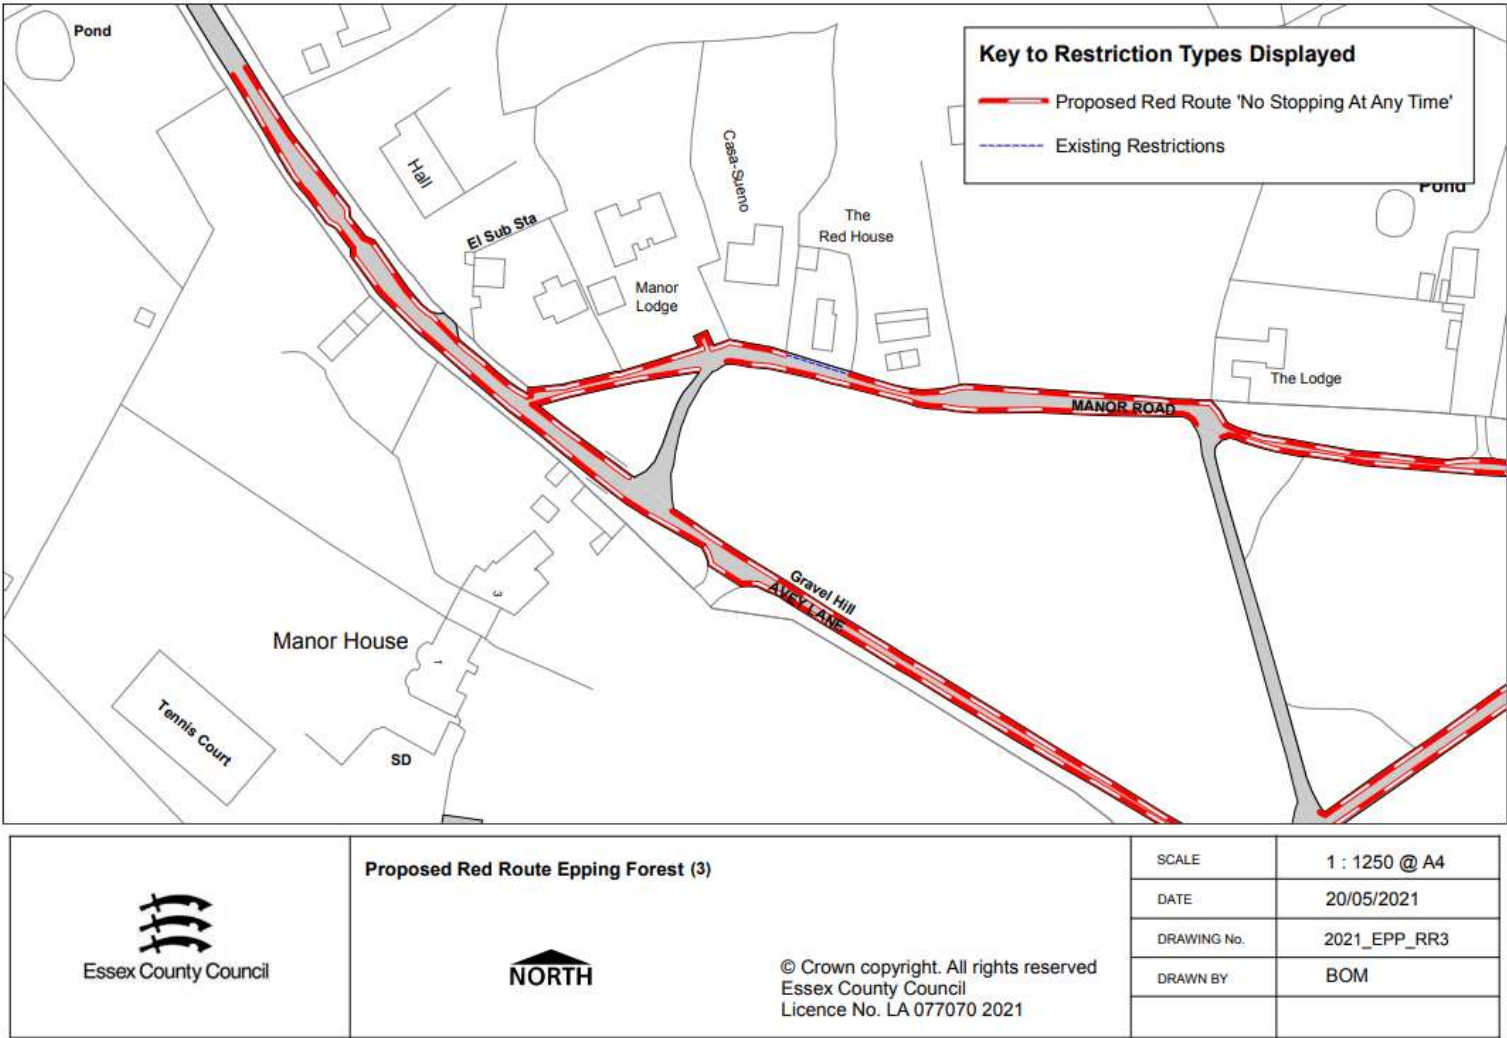 Pond
Key to Restriction Types Displayed
Proposed Red Route 'No Stopping At Any Time'
Existing Restrictions
Pond
Hall
Casa-Sueno
El Sub Sta
The
Red House
Manor
Lodge
The Lodge
MANOR ROAD
Gravel Hill
AVEY LANE
3
Manor House
1
Tennis Court
SD
Proposed Red Route Epping Forest (3)
Essex County Council
NORTH
© Crown copyright. All rights reserved
Essex County Council
Licence No. LA 077070 2021
SCALE 1 : 1250 @ A4
DATE 20/05/2021
DRAWING No. 2021_EPP_RR3
DRAWN BY BOM